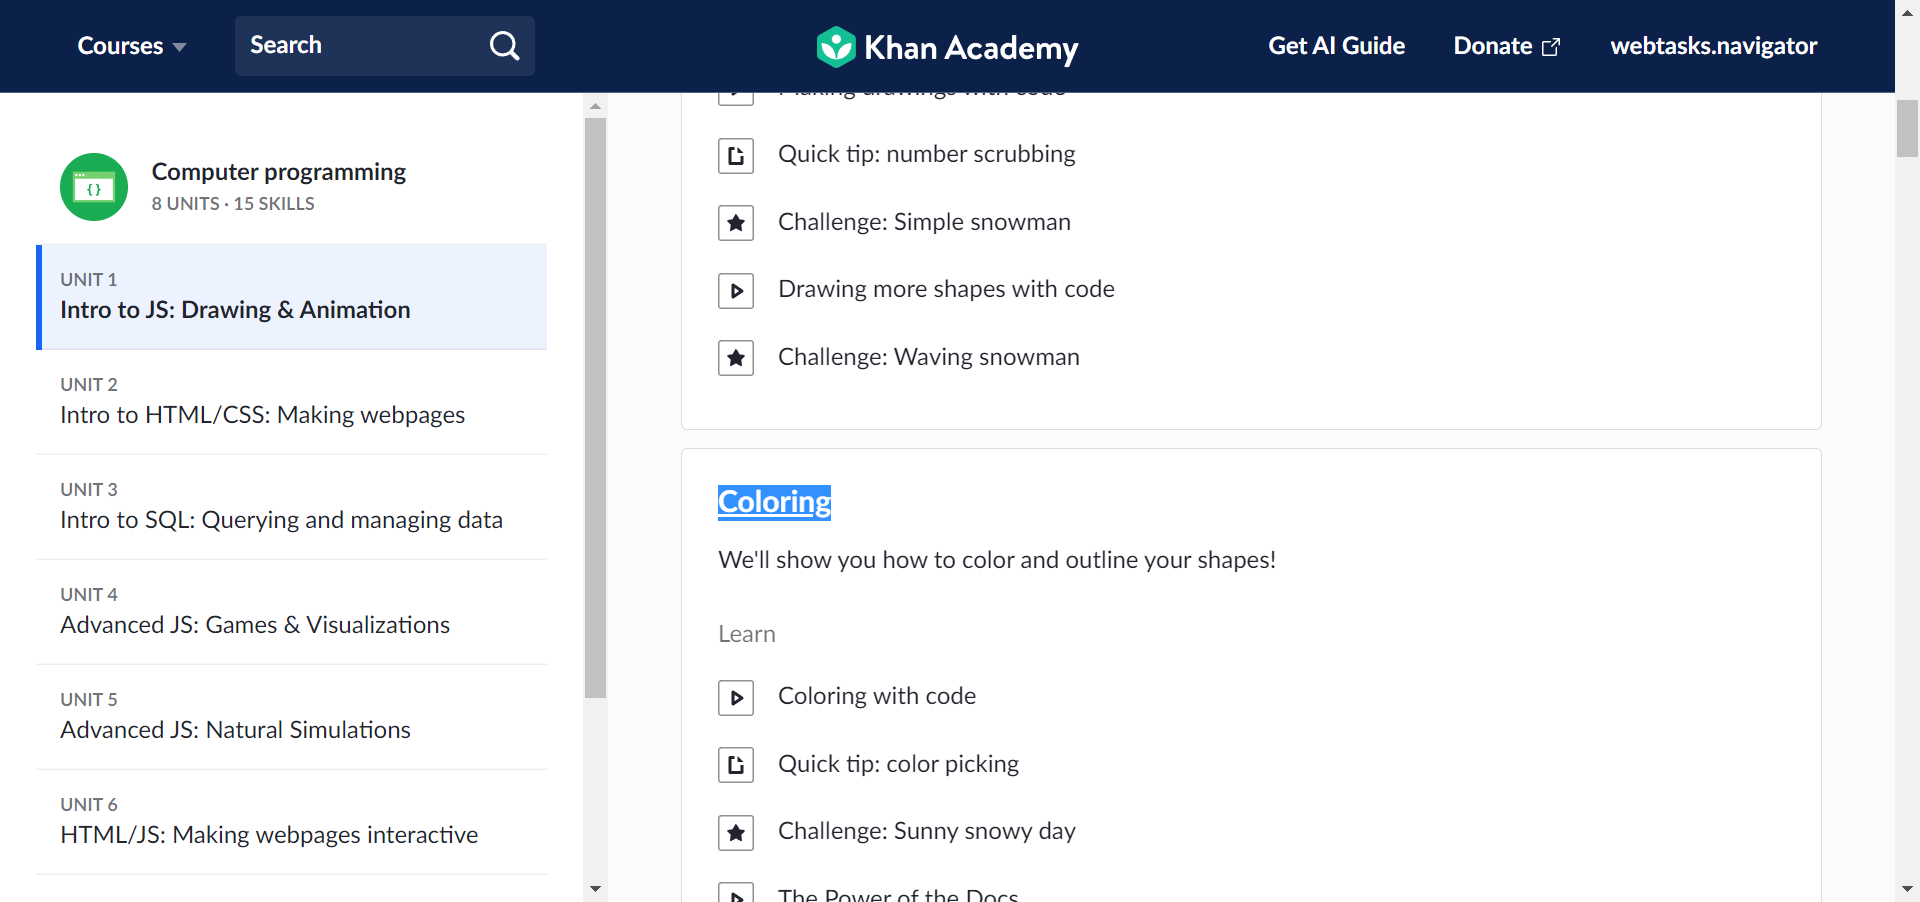 Courses
Search
Khan Academy
Get AI Guide
Donate
webtasks.navigator
Computer programming
8 UNITS · 15 SKILLS
UNIT 1
Intro to JS: Drawing & Animation
UNIT 2
Intro to HTML/CSS: Making webpages
UNIT 3
Intro to SQL: Querying and managing data
UNIT 4
Advanced JS: Games & Visualizations
UNIT 5
Advanced JS: Natural Simulations
UNIT 6
HTML/JS: Making webpages interactive
Making drawings with code
Quick tip: number scrubbing
Challenge: Simple snowman
Drawing more shapes with code
Challenge: Waving snowman
Coloring
We'll show you how to color and outline your shapes!
Learn
Coloring with code
Quick tip: color picking
Challenge: Sunny snowy day
The Power of the Docs